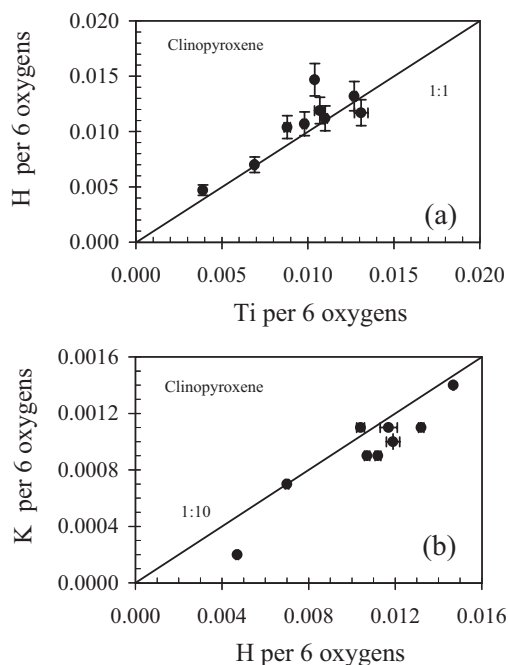 0.020
Clinopyroxene
0.015
1:1
0.010
0.005
(a)
0.000
H per 6 oxygens
0.000 0.005 0.010 0.015 0.020
Ti per 6 oxygens
0.0016
Clinopyroxene
0.0012
0.0008
1:10
0.0004
(b)
0.0000
K per 6 oxygens
0.000 0.004 0.008 0.012 0.016
H per 6 oxygens